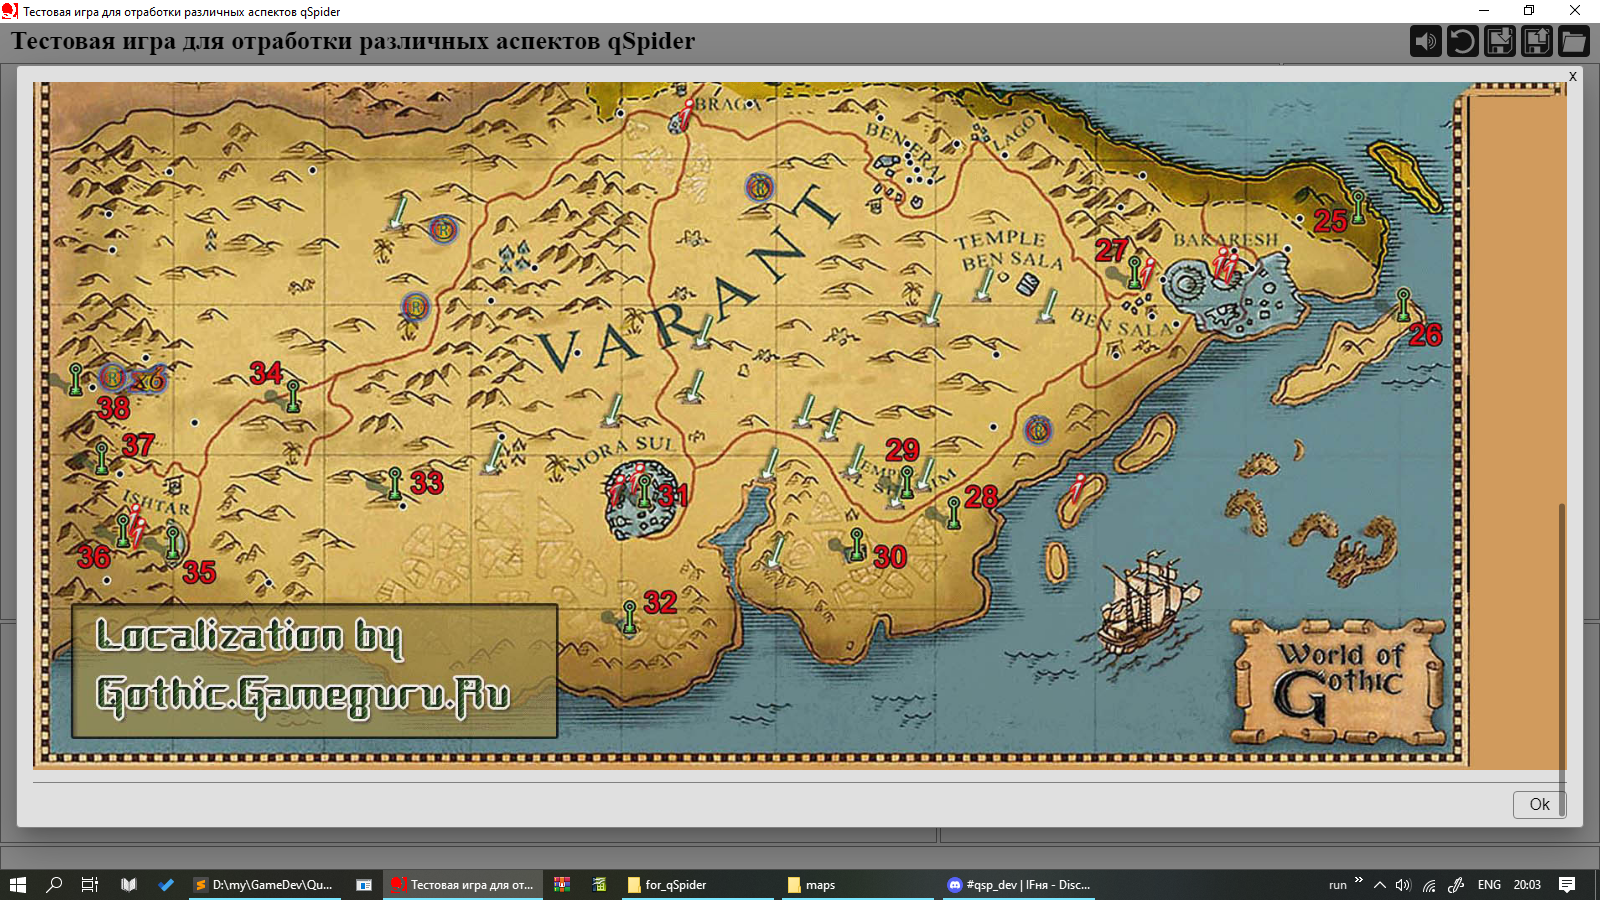 Тестовая игра для отработки различных аспектов qSpider
Тестовая игра для отработки различных аспектов qSpider
x
BRAGA
BEN ERAI
LAGO
25
27
TEMPLE
BEN SALA
BAKARESH
VARANT
BEN SALA
26
34
R x6
38
37
MORA SUL
29
33
31
28
ISHTAR
36
35
30
32
Localization by
Gothic.Gameguru.Ru
World of
Gothic
Ok
D:\my\GameDev\Qu...
Тестовая игра для от...
for_qSpider
maps
#qsp_dev | IFня - Disc...
run
ENG
20:03